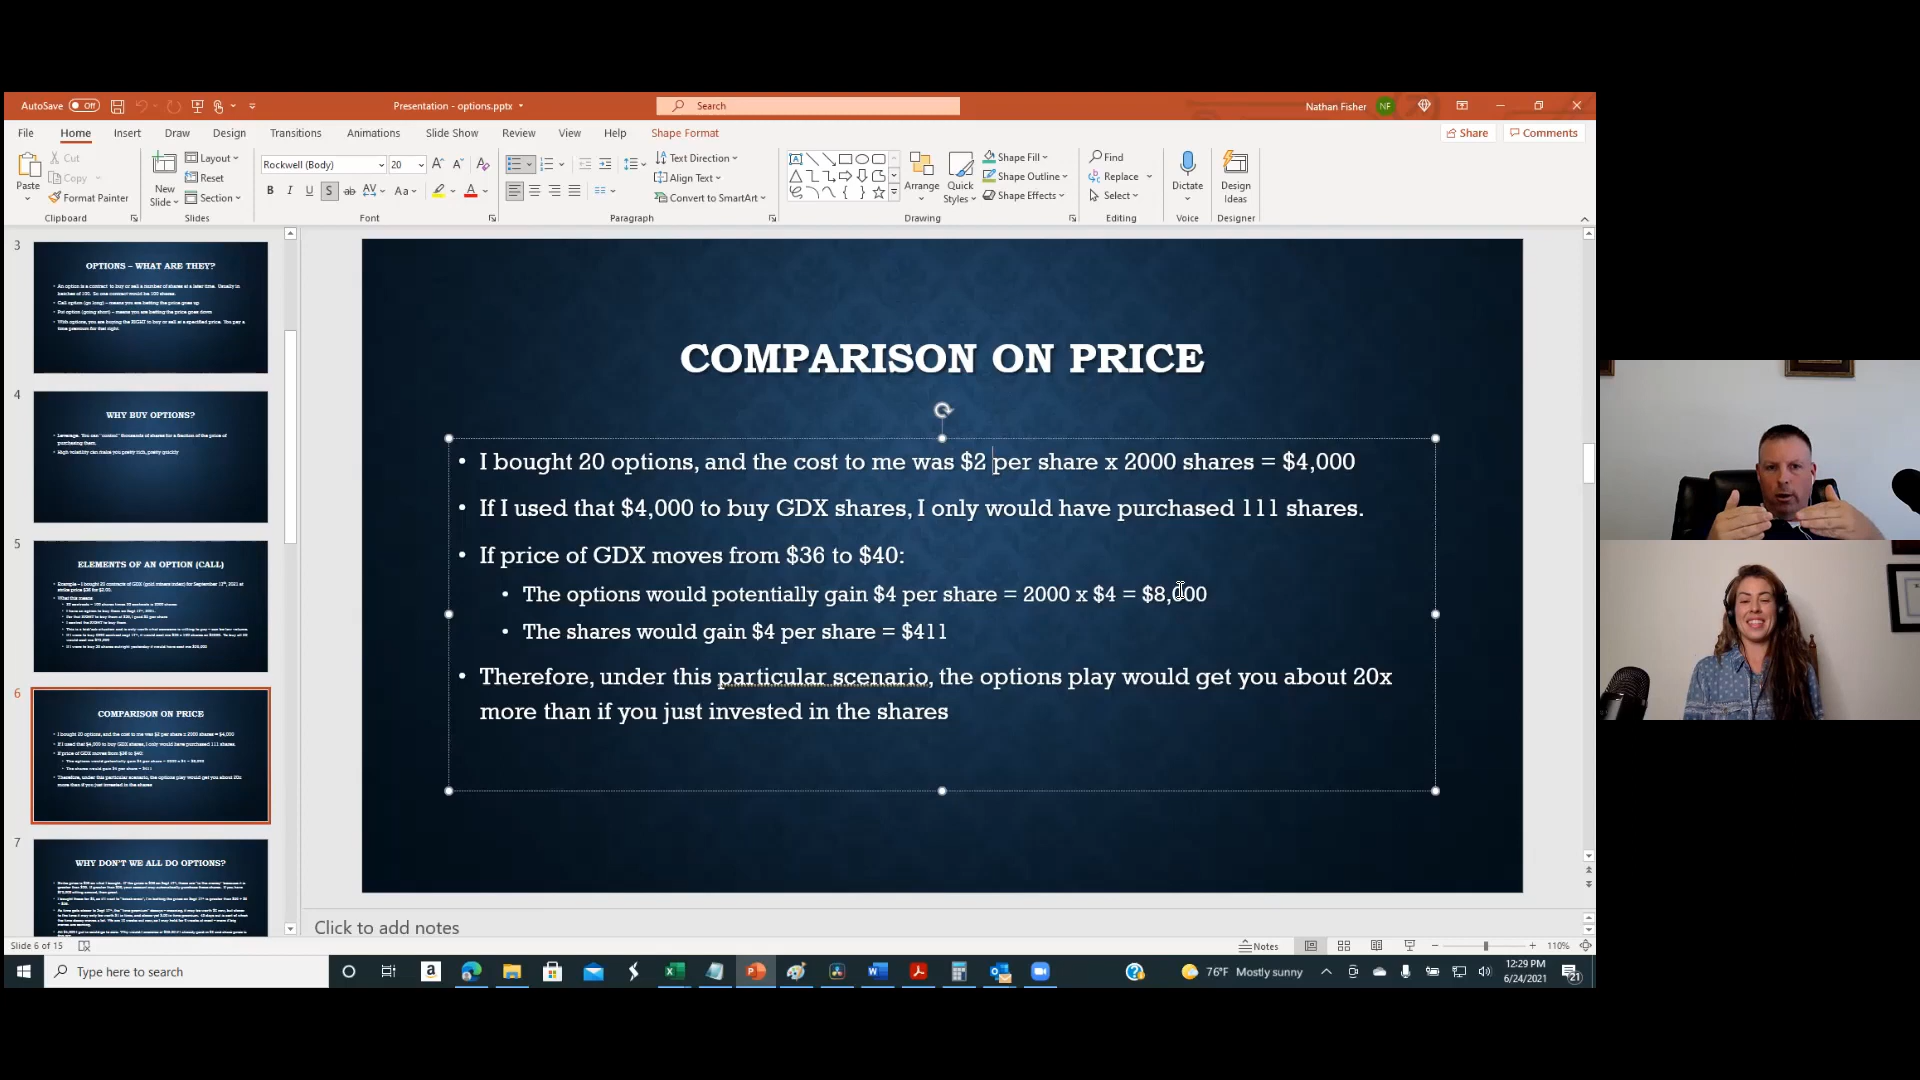 AutoSave Off
Presentation - options.pptx
Search
Nathan Fisher NF
File Home Insert Draw Design Transitions Animations Slide Show Review View Help Shape Format
Share Comments
Paste
Cut
Copy
Format Painter
Clipboard
New Slide
Layout
Reset
Section
Slides
Rockwell (Body) 20
Font
Paragraph
Text Direction
Align Text
Convert to SmartArt
Arrange
Quick Styles
Shape Fill
Shape Outline
Shape Effects
Drawing
Find
Replace
Select
Editing
Dictate
Voice
Design Ideas
Designer
3
OPTIONS – WHAT ARE THEY?
4
WHY BUY OPTIONS?
5
ELEMENTS OF AN OPTION (CALL)
6
COMPARISON ON PRICE
7
WHY DON'T WE ALL DO OPTIONS?
COMPARISON ON PRICE
• I bought 20 options, and the cost to me was $2 per share x 2000 shares = $4,000
• If I used that $4,000 to buy GDX shares, I only would have purchased 111 shares.
• If price of GDX moves from $36 to $40:
• The options would potentially gain $4 per share = 2000 x $4 = $8,000
• The shares would gain $4 per share = $411
• Therefore, under this particular scenario, the options play would get you about 20x
more than if you just invested in the shares
Click to add notes
Slide 6 of 15
Notes
110%
Type here to search
76°F Mostly sunny
12:29 PM
6/24/2021
21